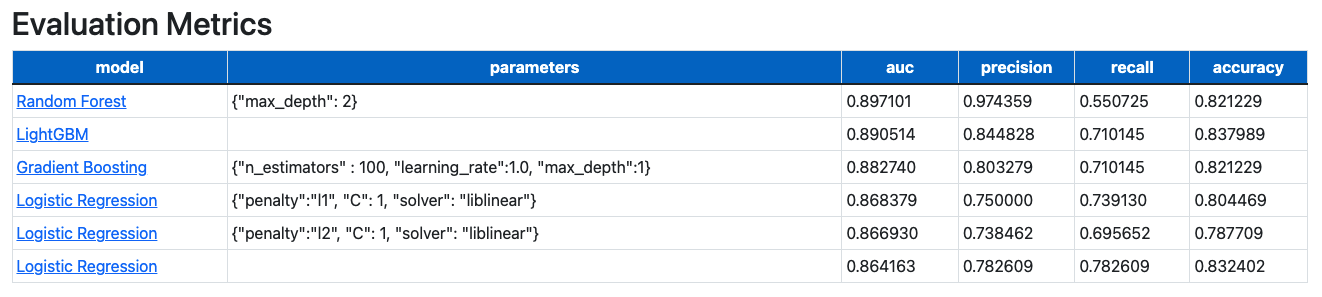 Evaluation Metrics
model parameters auc precision recall accuracy
Random Forest {"max_depth": 2} 0.897101 0.974359 0.550725 0.821229
LightGBM 0.890514 0.844828 0.710145 0.837989
Gradient Boosting {"n_estimators" : 100, "learning_rate":1.0, "max_depth":1} 0.882740 0.803279 0.710145 0.821229
Logistic Regression {"penalty":"l1", "C": 1, "solver": "liblinear"} 0.868379 0.750000 0.739130 0.804469
Logistic Regression {"penalty":"l2", "C": 1, "solver": "liblinear"} 0.866930 0.738462 0.695652 0.787709
Logistic Regression 0.864163 0.782609 0.782609 0.832402